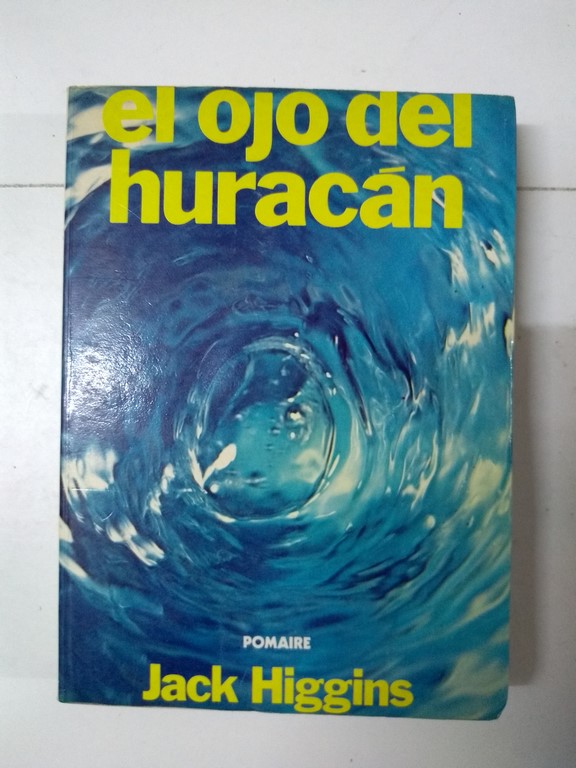 el ojo del
huracán
POMAIRE
Jack Higgins